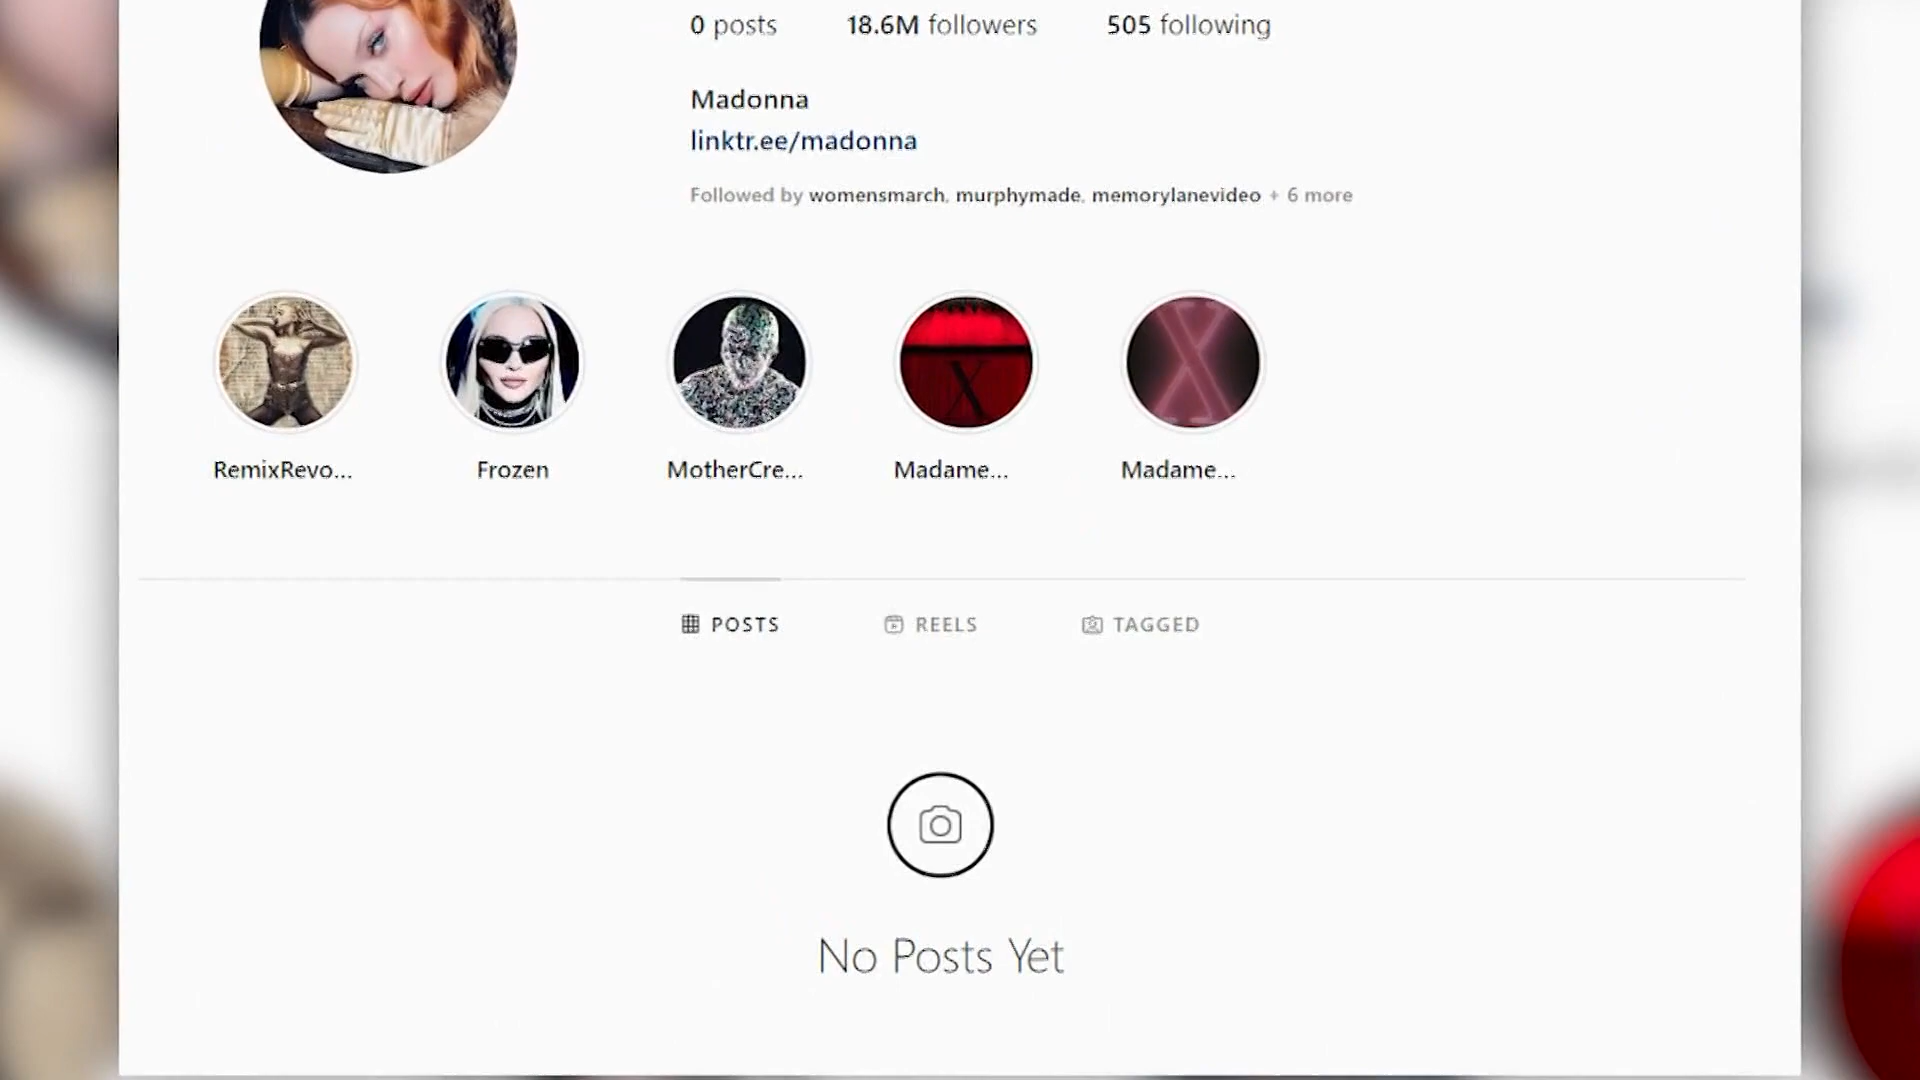 0 posts 18.6M followers 505 following
Madonna
linktr.ee/madonna
Followed by womensmarch, murphymade, memorylanevideo + 6 more
RemixRevo... Frozen MotherCre... Madame... Madame...
POSTS REELS TAGGED
No Posts Yet